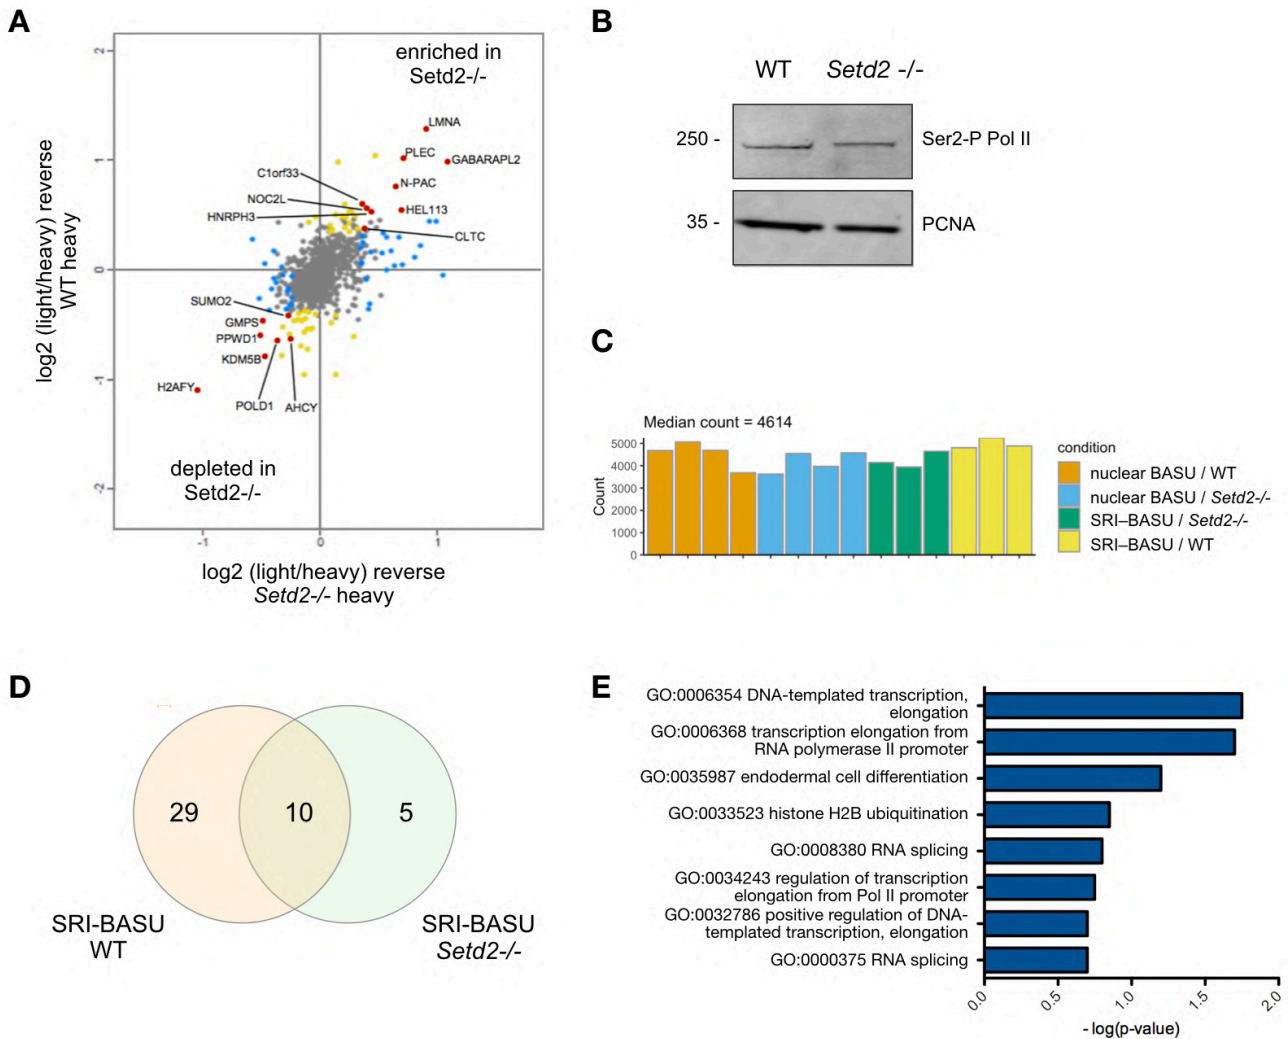 A
enriched in
Setd2-/-
LMNA
PLEC
GABARAPL2
C1orf33
N-PAC
NOC2L
HEL113
HNRPH3
CLTC
SUMO2
GMPS
PPWD1
KDM5B
H2AFY
POLD1
AHCY
depleted in
Setd2-/-
2
1
0
-1
-2
-1
0
1
log2 (light/heavy) reverse
WT heavy
log2 (light/heavy) reverse
Setd2-/- heavy
B
WT
Setd2 -/-
250 -
Ser2-P Pol II
35 -
PCNA
C
Median count = 4614
5000
4000
3000
2000
1000
0
Count
condition
nuclear BASU / WT
nuclear BASU / Setd2-/-
SRI–BASU / Setd2-/-
SRI–BASU / WT
D
29
10
5
SRI-BASU
WT
SRI-BASU
Setd2-/-
E
GO:0006354 DNA-templated transcription,
elongation
GO:0006368 transcription elongation from
RNA polymerase II promoter
GO:0035987 endodermal cell differentiation
GO:0033523 histone H2B ubiquitination
GO:0008380 RNA splicing
GO:0034243 regulation of transcription
elongation from Pol II promoter
GO:0032786 positive regulation of DNA-
templated transcription, elongation
GO:0000375 RNA splicing
0.0
0.5
1.0
1.5
2.0
- log(p-value)